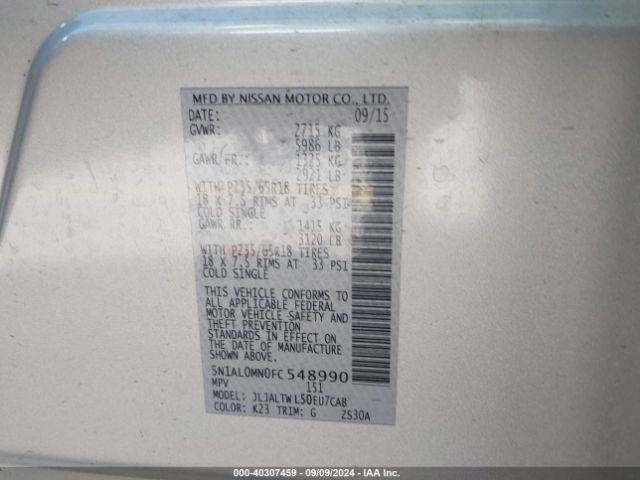 MFD BY NISSAN MOTOR CO., LTD.
DATE: 09/15
GVWR: 2715 KG
5986 LB
GAWR FR.: 1325 KG
2921 LB
WITH P235/65R18 TIRES
18 X 7.5 RIMS AT 33 PSI
COLD SINGLE
GAWR RR.: 1415 KG
3120 LB
WITH P235/65R18 TIRES
18 X 7.5 RIMS AT 33 PSI
COLD SINGLE
THIS VEHICLE CONFORMS TO
ALL APPLICABLE FEDERAL
MOTOR VEHICLE SAFETY AND
THEFT PREVENTION
STANDARDS IN EFFECT ON
THE DATE OF MANUFACTURE
SHOWN ABOVE.
5N1AL0MN0FC 548990
MPV 151
MODEL: JLJALTW L50EU7CAB
COLOR: K23 TRIM: G ZS30A
000-40307459 - 09/09/2024 - IAA Inc.